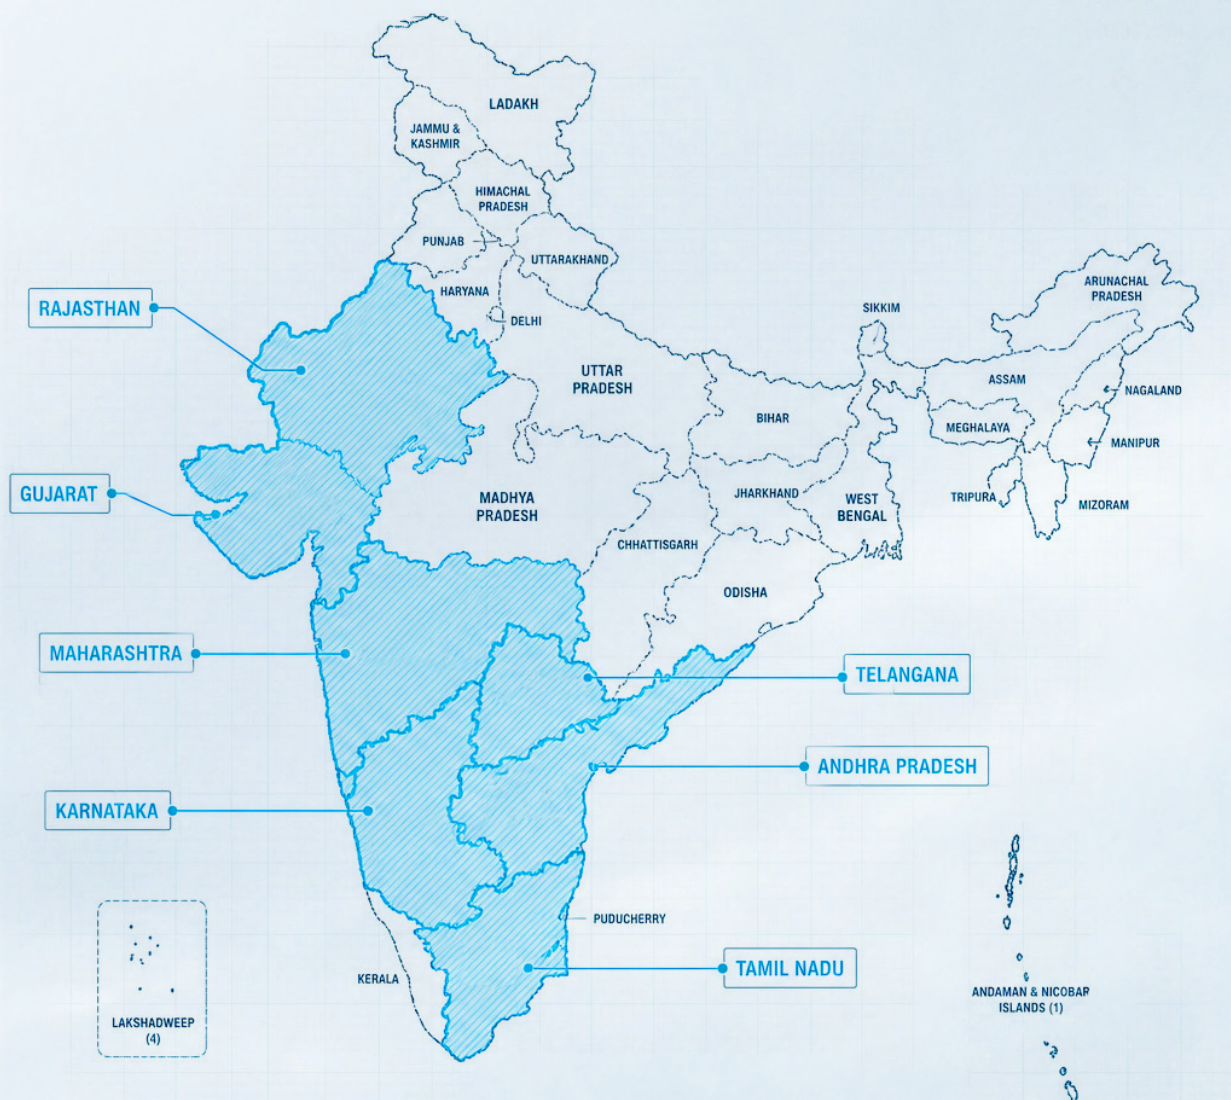 LADAKH
JAMMU &
KASHMIR
HIMACHAL
PRADESH
PUNJAB
UTTARAKHAND
HARYANA
DELHI
RAJASTHAN
UTTAR
PRADESH
SIKKIM
ARUNACHAL
PRADESH
ASSAM
NAGALAND
BIHAR
MEGHALAYA
MANIPUR
GUJARAT
MADHYA
PRADESH
JHARKHAND
WEST
BENGAL
TRIPURA
MIZORAM
CHHATTISGARH
ODISHA
MAHARASHTRA
TELANGANA
ANDHRA PRADESH
KARNATAKA
PUDUCHERRY
TAMIL NADU
KERALA
LAKSHADWEEP
(4)
ANDAMAN & NICOBAR
ISLANDS (1)